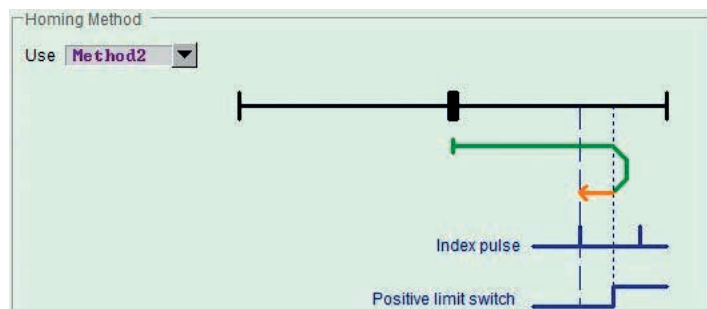 Homing Method
Use Method2
Index pulse
Positive limit switch